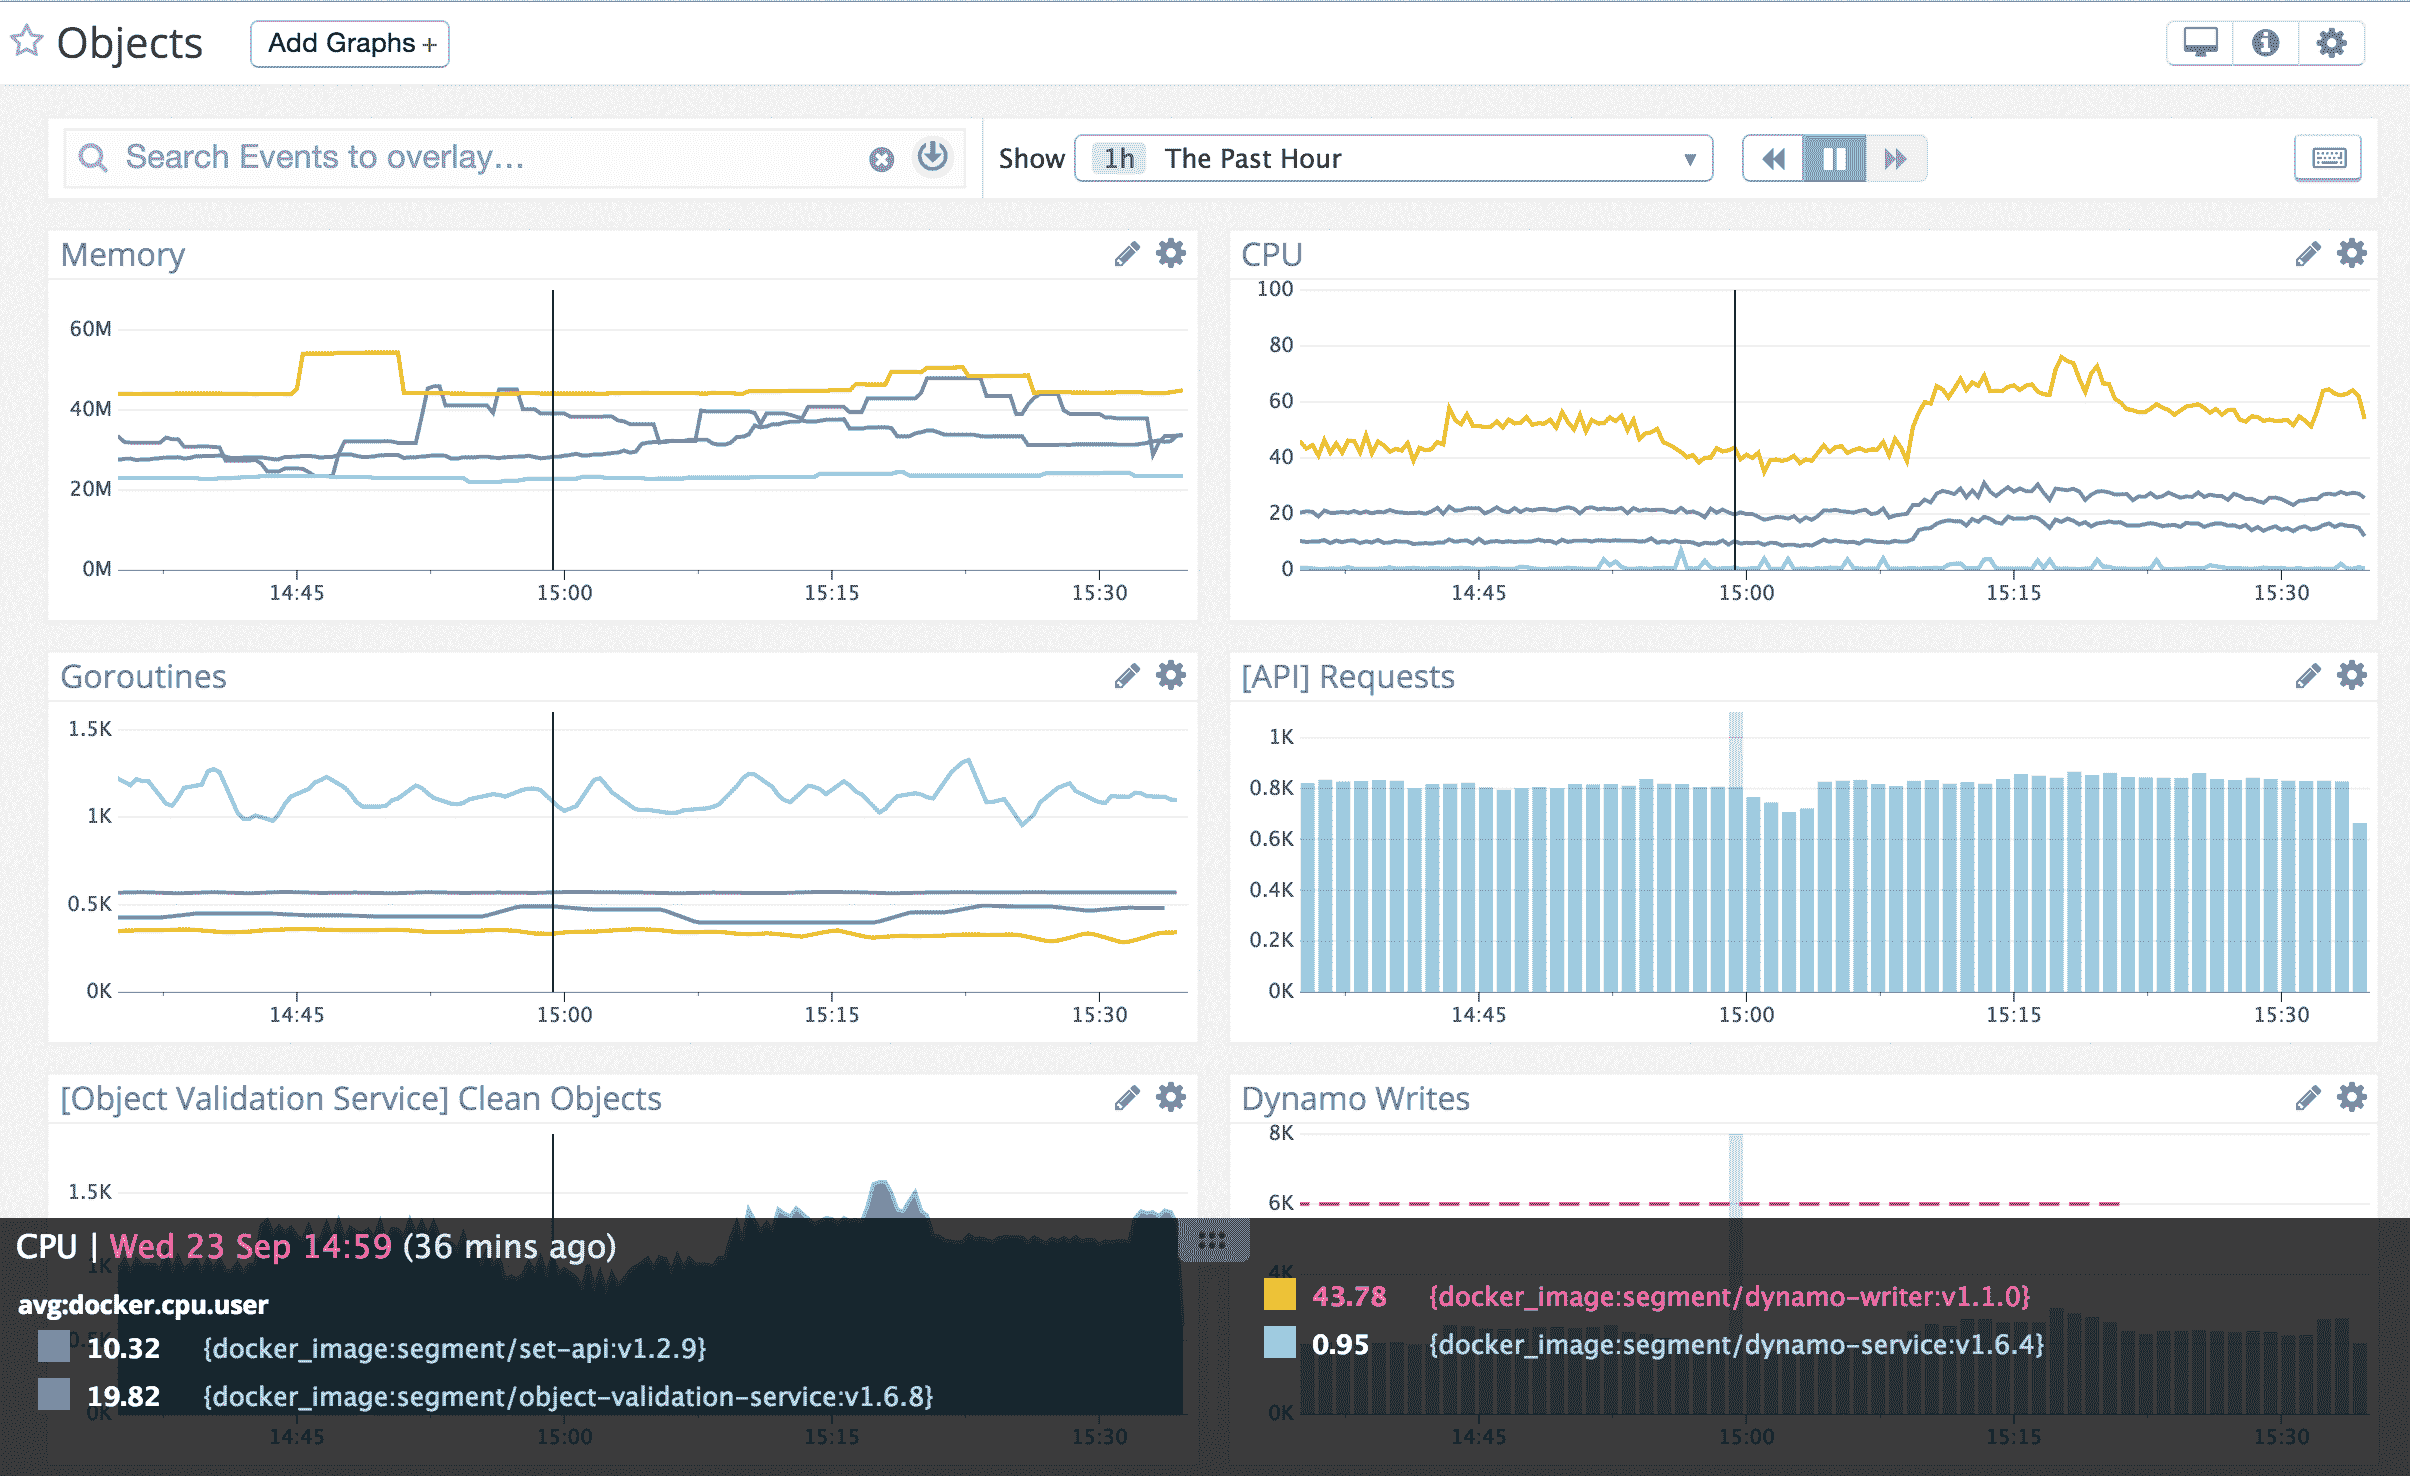 Objects
Add Graphs +
Search Events to overlay...
Show 1h The Past Hour
Memory
60M
40M
20M
0M
14:45 15:00 15:15 15:30
CPU
100
80
60
40
20
0
14:45 15:00 15:15 15:30
Goroutines
1.5K
1K
0.5K
0K
14:45 15:00 15:15 15:30
[API] Requests
1K
0.8K
0.6K
0.4K
0.2K
0K
14:45 15:00 15:15 15:30
[Object Validation Service] Clean Objects
1.5K
1K
0.5K
0K
14:45 15:00 15:15 15:30
Dynamo Writes
8K
6K
4K
0K
14:45 15:00 15:15 15:30
CPU | Wed 23 Sep 14:59 (36 mins ago)
avg:docker.cpu.user
10.32 {docker_image:segment/set-api:v1.2.9}
19.82 {docker_image:segment/object-validation-service:v1.6.8}
43.78 {docker_image:segment/dynamo-writer:v1.1.0}
0.95 {docker_image:segment/dynamo-service:v1.6.4}